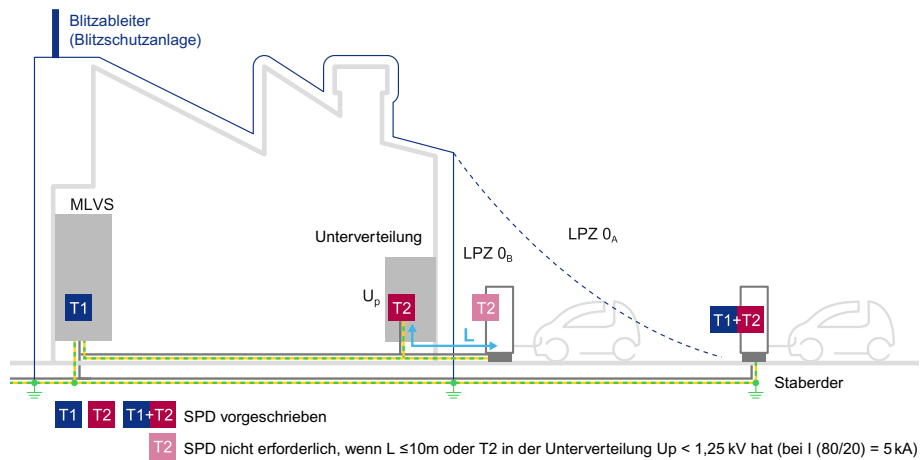 Blitzableiter
(Blitzschutzanlage)
MLVS
Unterverteilung
LPZ 0A
LPZ 0B
Up
T1
T2
T2
T1+T2
L
Staberder
T1 T2 T1+T2 SPD vorgeschrieben
T2 SPD nicht erforderlich, wenn L ≤10m oder T2 in der Unterverteilung Up < 1,25 kV hat (bei I (80/20) = 5 kA)